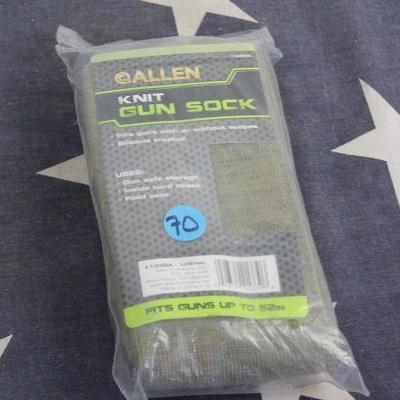 ALLEN
KNIT
GUN SOCK
• Fits guns with or without scopes
• Silicone treated
USES:
• Gun safe storage
• Inside hard cases
• Field case
70
FITS GUNS UP TO 52IN